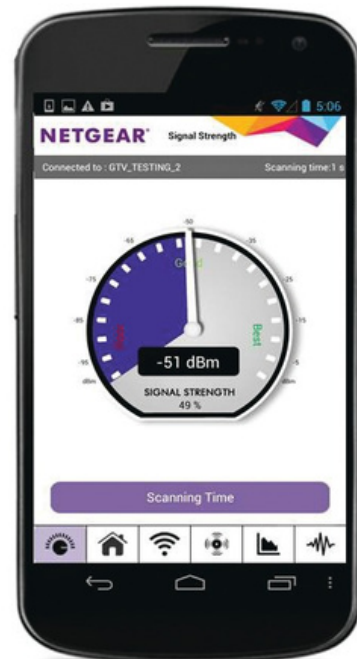 5:06
NETGEAR® Signal Strength
Connected to : GTV_TESTING_2 Scanning time:1 s
-50
-65 -35
Good
-75 -25
-85 -15
Poor Best
-95 -5
dBm dBm
-51 dBm
SIGNAL STRENGTH
49 %
Scanning Time